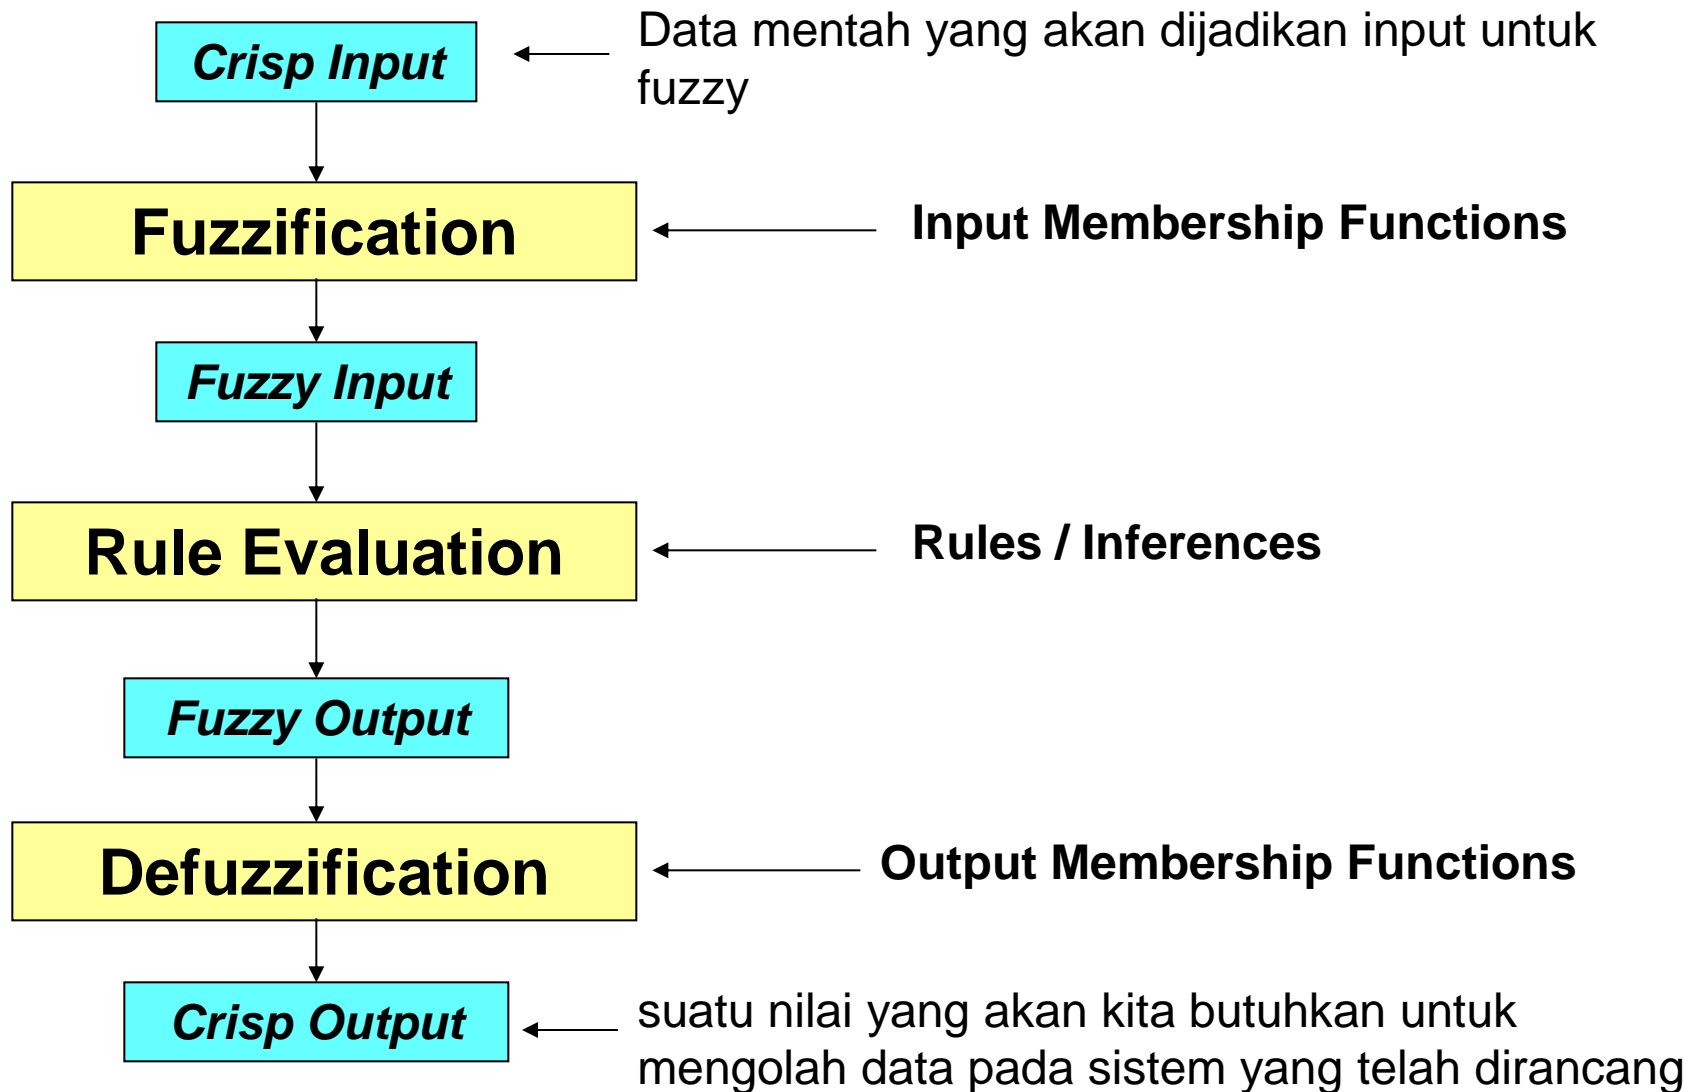 Crisp Input
Data mentah yang akan dijadikan input untuk
fuzzy
Fuzzification
Input Membership Functions
Fuzzy Input
Rule Evaluation
Rules / Inferences
Fuzzy Output
Defuzzification
Output Membership Functions
Crisp Output
suatu nilai yang akan kita butuhkan untuk
mengolah data pada sistem yang telah dirancang